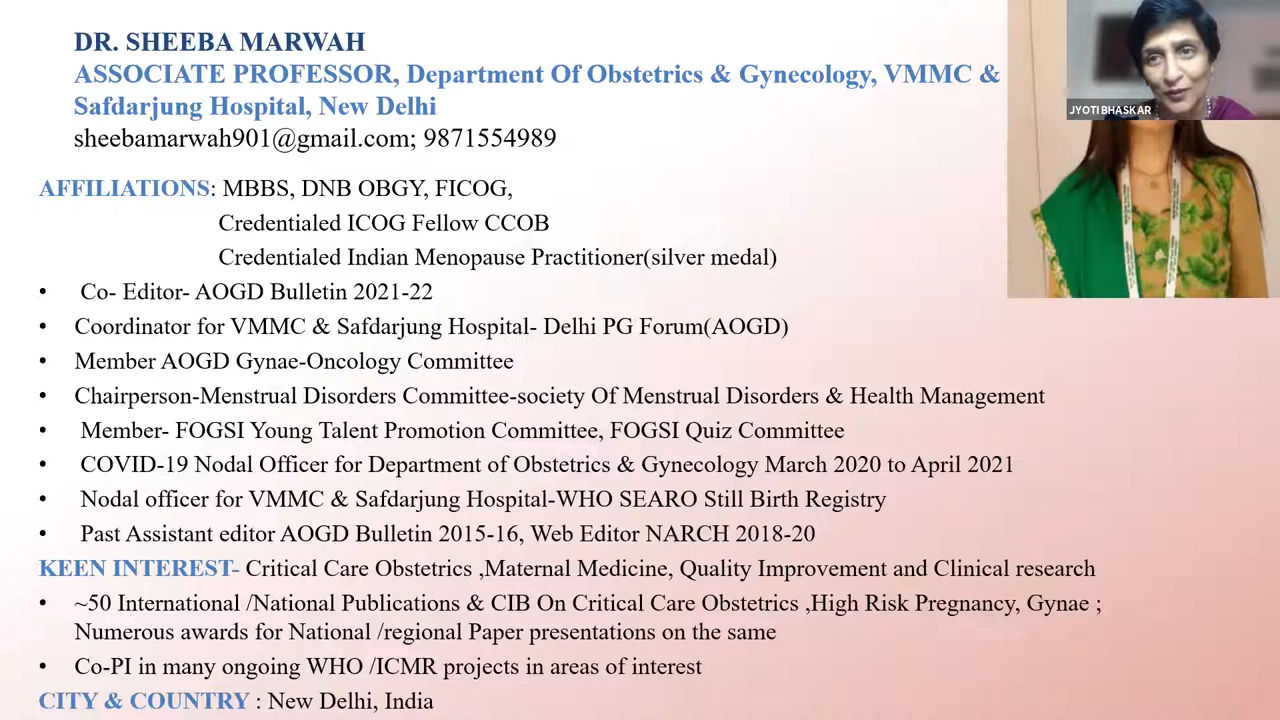 DR. SHEEBA MARWAH
ASSOCIATE PROFESSOR, Department Of Obstetrics & Gynecology, VMMC &
Safdarjung Hospital, New Delhi
sheebamarwah901@gmail.com; 9871554989
JYOTI BHASKAR
AFFILIATIONS: MBBS, DNB OBGY, FICOG,
Credentialed ICOG Fellow CCOB
Credentialed Indian Menopause Practitioner(silver medal)
• Co- Editor- AOGD Bulletin 2021-22
• Coordinator for VMMC & Safdarjung Hospital- Delhi PG Forum(AOGD)
• Member AOGD Gynae-Oncology Committee
• Chairperson-Menstrual Disorders Committee-society Of Menstrual Disorders & Health Management
• Member- FOGSI Young Talent Promotion Committee, FOGSI Quiz Committee
• COVID-19 Nodal Officer for Department of Obstetrics & Gynecology March 2020 to April 2021
• Nodal officer for VMMC & Safdarjung Hospital-WHO SEARO Still Birth Registry
• Past Assistant editor AOGD Bulletin 2015-16, Web Editor NARCH 2018-20
KEEN INTEREST- Critical Care Obstetrics ,Maternal Medicine, Quality Improvement and Clinical research
• ~50 International /National Publications & CIB On Critical Care Obstetrics ,High Risk Pregnancy, Gynae ;
Numerous awards for National /regional Paper presentations on the same
• Co-PI in many ongoing WHO /ICMR projects in areas of interest
CITY & COUNTRY : New Delhi, India